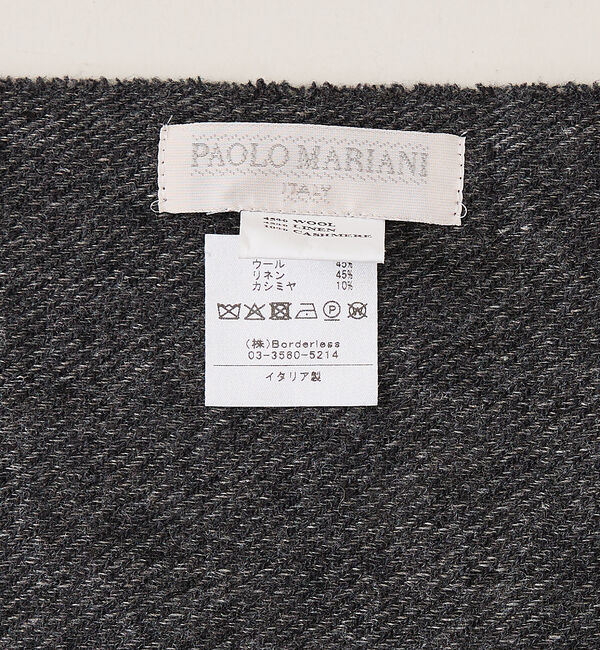 PAOLO MARIANI
ITALY
45% WOOL
45% LINEN
10% CASHMERE
ウール 45%
リネン 45%
カシミヤ 10%
P W
(株) Borderless
03-3580-5214
イタリア製